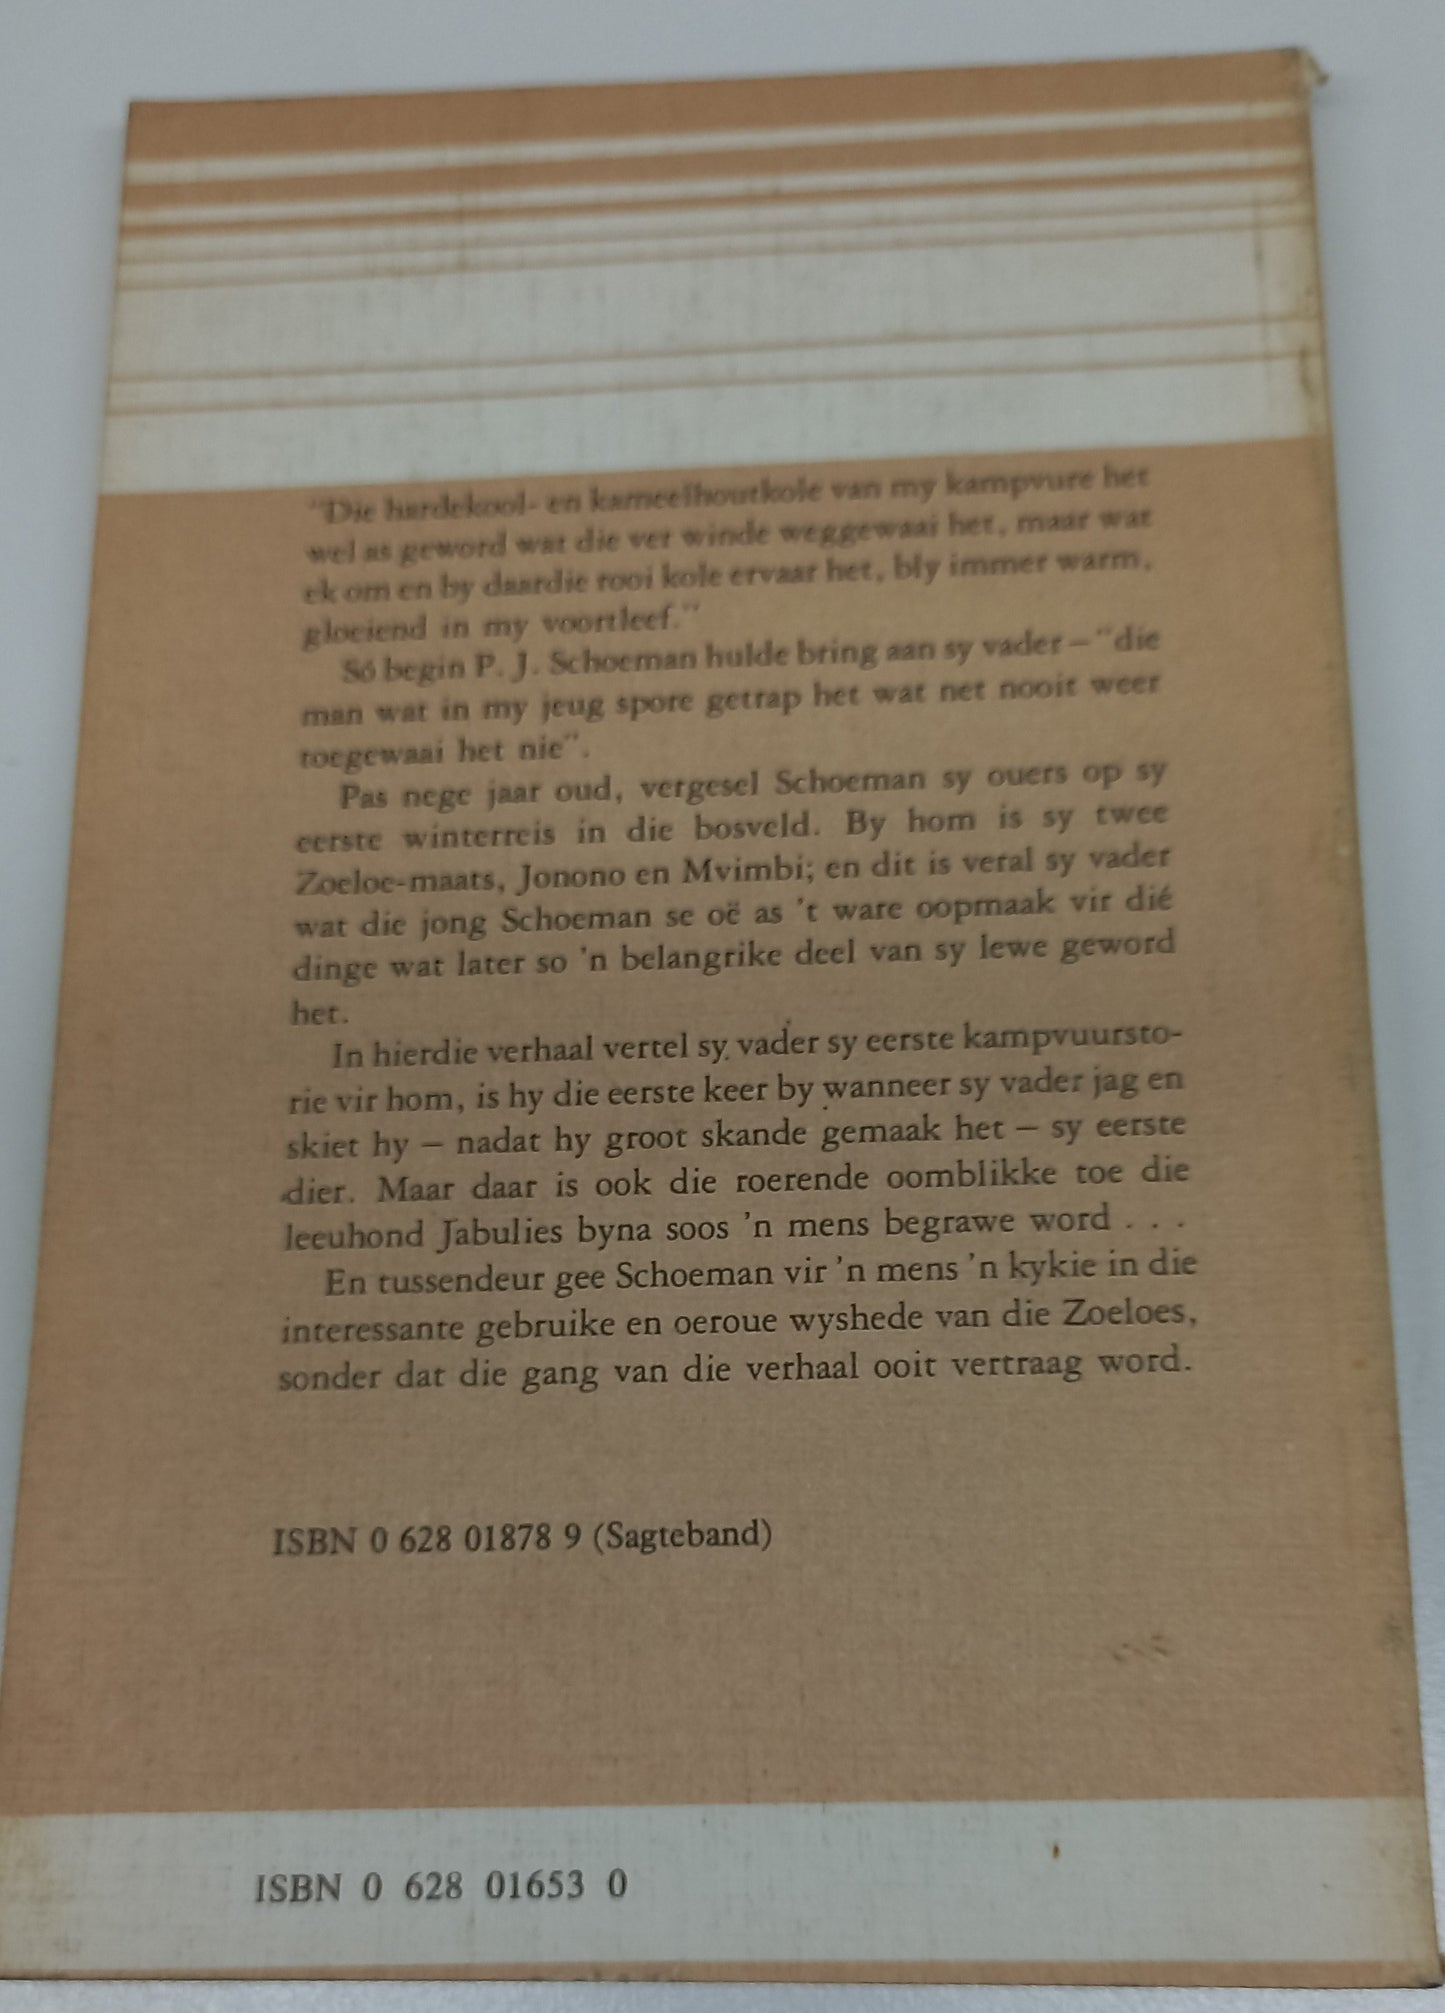 "Die hardekool- en kameelhoutkole van my kampvure het
wel as geword wat die ver winde weggewaai het, maar wat
ek om en by daardie rooi kole ervaar het, bly immer warm,
gloeiend in my voortleef."
Só begin P. J. Schoeman hulde bring aan sy vader – "die
man wat in my jeug spore getrap het wat net nooit weer
toegewaai het nie".
Pas nege jaar oud, vergesel Schoeman sy ouers op sy
eerste winterreis in die bosveld. By hom is sy twee
Zoeloe-maats, Jonono en Mvimbi; en dit is veral sy vader
wat die jong Schoeman se oë as 't ware oopmaak vir dié
dinge wat later so 'n belangrike deel van sy lewe geword
het.
In hierdie verhaal vertel sy vader sy eerste kampvuursto-
rie vir hom, is hy die eerste keer by wanneer sy vader jag en
skiet hy – nadat hy groot skande gemaak het – sy eerste
dier. Maar daar is ook die roerende oomblikke toe die
leeuhond Jabulies byna soos 'n mens begrawe word . . .
En tussendeur gee Schoeman vir 'n mens 'n kykie in die
interessante gebruike en oeroue wyshede van die Zoeloes,
sonder dat die gang van die verhaal ooit vertraag word.
ISBN 0 628 01878 9 (Sagteband)
ISBN 0 628 01653 0